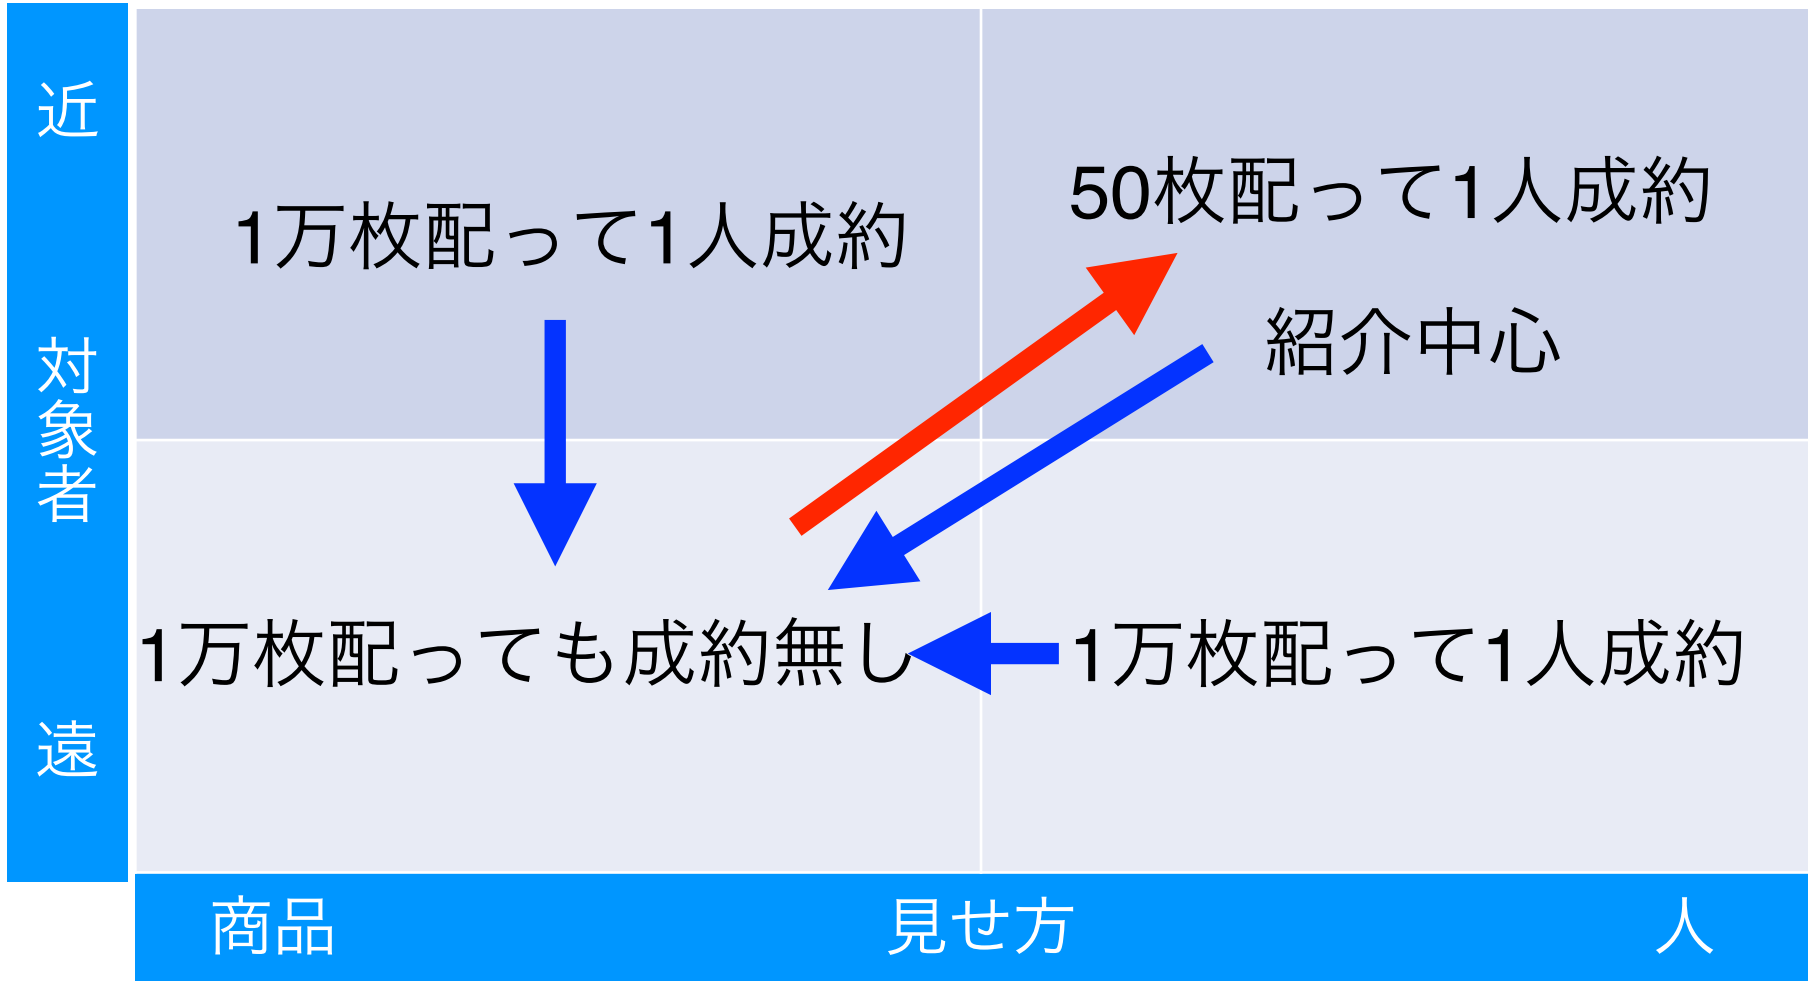 近
対象者
遠
1万枚配って1人成約
50枚配って1人成約
紹介中心
1万枚配っても成約無し
1万枚配って1人成約
商品
見せ方
人